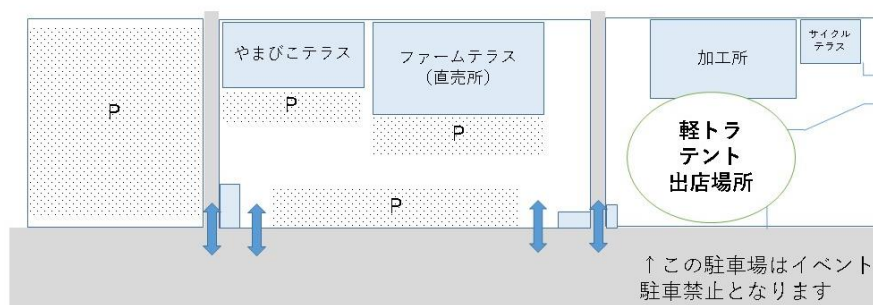 やまびこテラス
ファームテラス
（直売所）
加工所
サイクル
テラス
P
P
P
P
軽トラ
テント
出店場所
↑この駐車場はイベント
駐車禁止となります